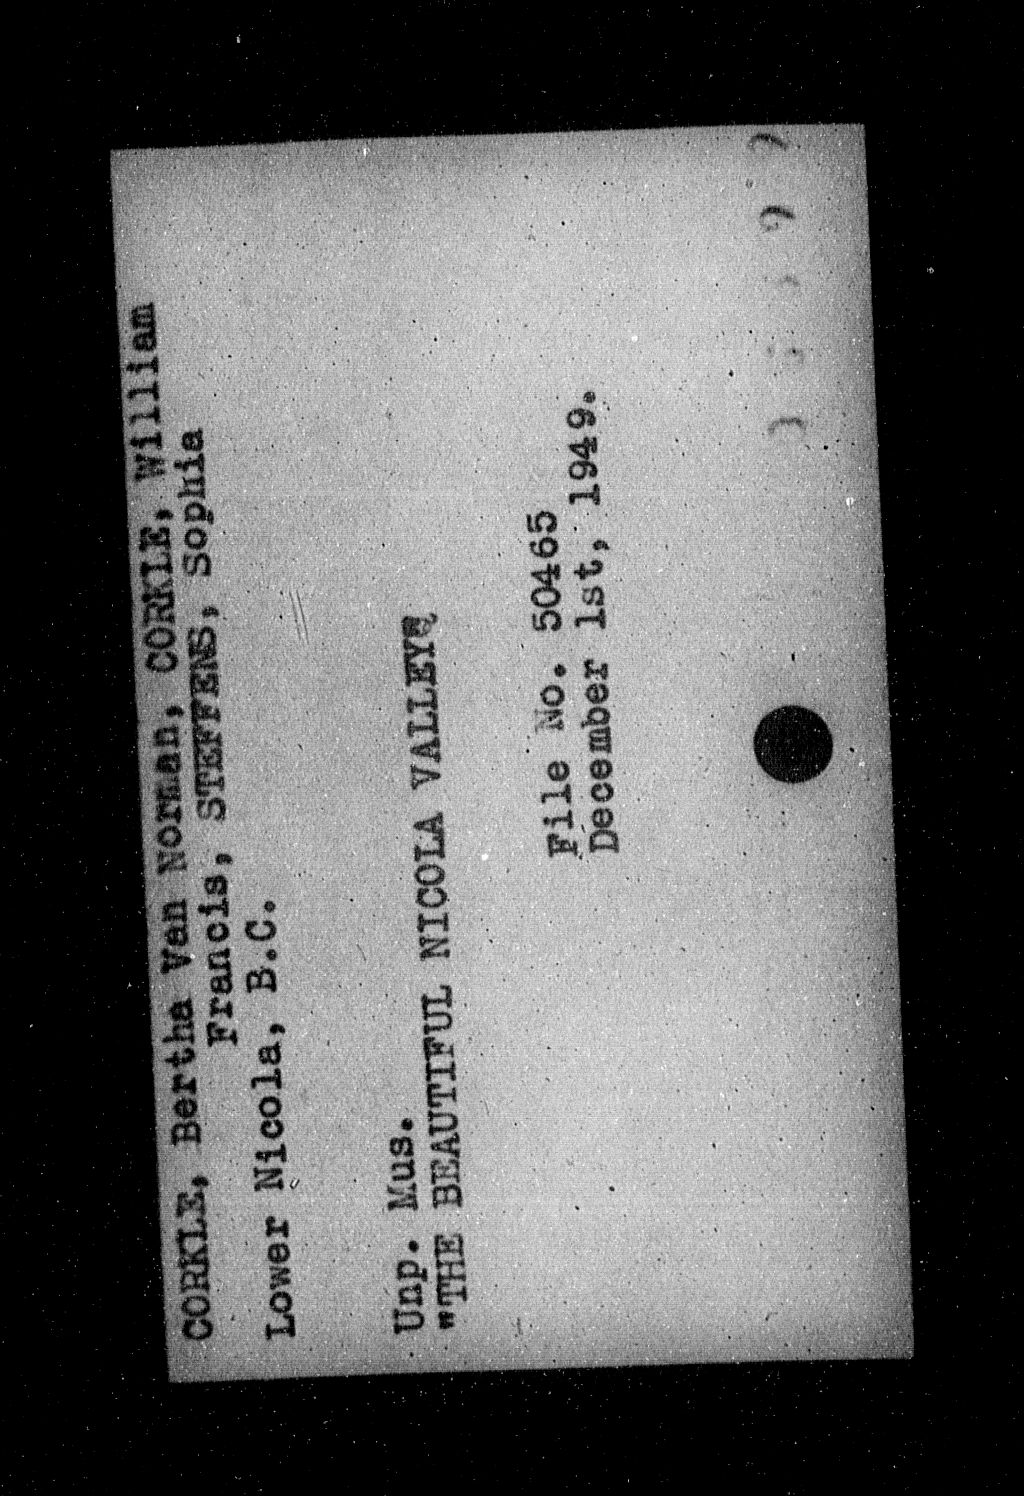 CORKLE, Bertha Van Norman, CORKLE, William
Francis, STEFFENS, Sophia
Lower Nicola, B.C.
Unp. Mus.
"THE BEAUTIFUL NICOLA VALLEY"
File No. 50465
December 1st, 1949.